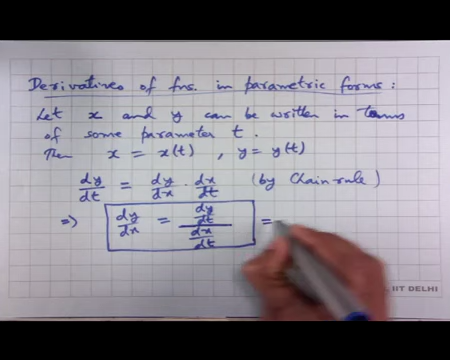 Derivatives of fns. in parametric forms :
Let x and y can be written in terms
of some parameter t.
Then x = x(t), y = y(t)
dy/dt = dy/dx · dx/dt (by Chain rule)
=> dy/dx = (dy/dt)/(dx/dt) =
IIT DELHI